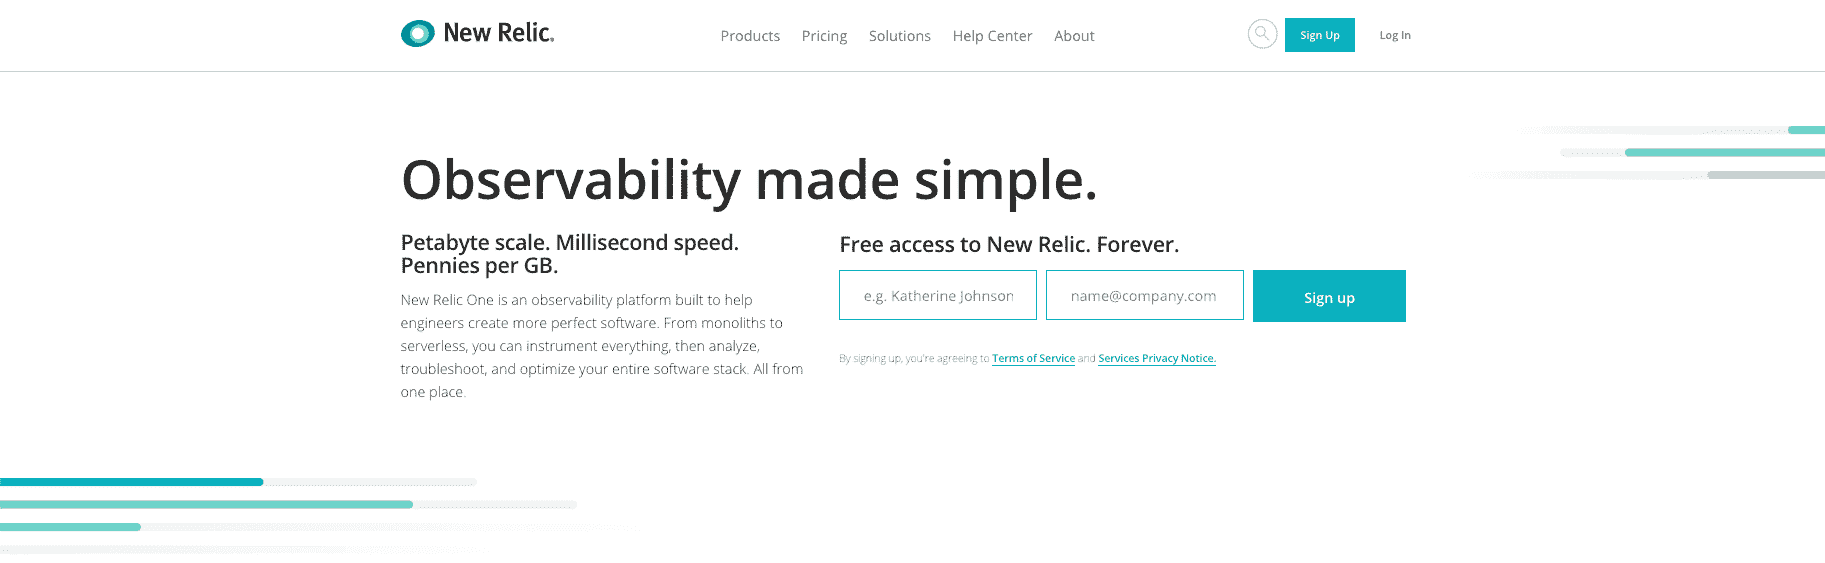 New Relic.
Products Pricing Solutions Help Center About
Sign Up
Log In
Observability made simple.
Petabyte scale. Millisecond speed.
Pennies per GB.
New Relic One is an observability platform built to help
engineers create more perfect software. From monoliths to
serverless, you can instrument everything, then analyze,
troubleshoot, and optimize your entire software stack. All from
one place.
Free access to New Relic. Forever.
e.g. Katherine Johnson
name@company.com
Sign up
By signing up, you're agreeing to Terms of Service and Services Privacy Notice.